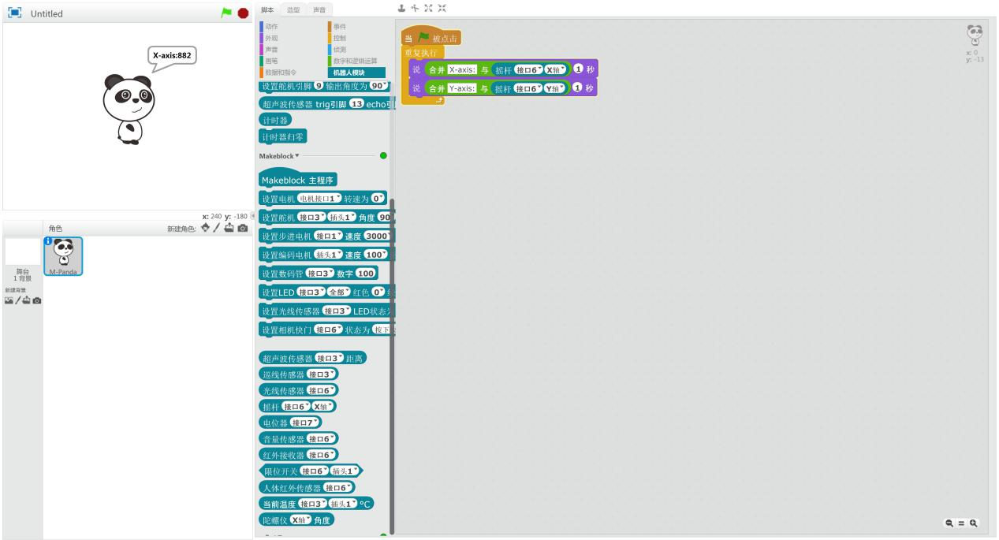 Untitled
X-axis:882
x: 240 y: -180
角色
新建角色:
M-Panda
舞台
1 背景
新建背景
脚本 造型 声音
动作 事件
外观 控制
声音 侦测
画笔 数字和逻辑运算
数据和指令 机器人模块
设置舵机引脚 9 输出角度为 90
超声波传感器 trig引脚 13 echo引
计时器
计时器归零
Makeblock
Makeblock 主程序
设置电机 电机接口1 转速为 0
设置舵机 接口3 插头1 角度 90
设置步进电机 接口1 速度 3000
设置编码电机 插头1 速度 100
设置数码管 接口3 数字 100
设置LED 接口3 全部 红色 0
设置光线传感器 接口3 LED状态为
设置相机快门 接口6 状态为 按下
超声波传感器 接口3 距离
巡线传感器 接口3
光线传感器 接口6
摇杆 接口6 X轴
电位器 接口7
音量传感器 接口6
红外接收器 接口6
限位开关 接口6 插头1
人体红外传感器 接口6
当前温度 接口3 插头1 °C
陀螺仪 X轴 角度
当 被点击
重复执行
说 合并 X-axis: 与 摇杆 接口6 X轴 1 秒
说 合并 Y-axis: 与 摇杆 接口6 Y轴 1 秒
x: 0
y: -13